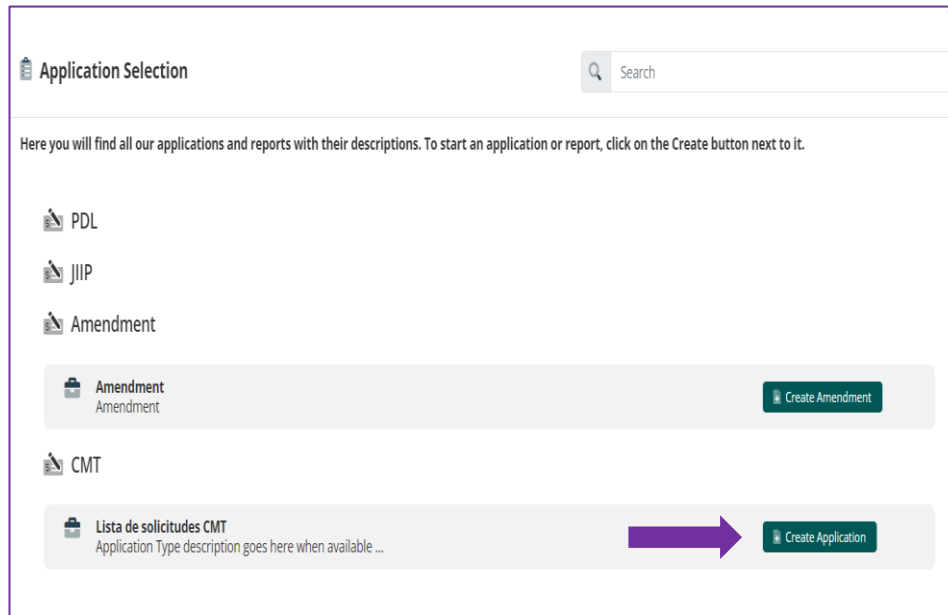 Application Selection
Search
Here you will find all our applications and reports with their descriptions. To start an application or report, click on the Create button next to it.
PDL
JIIP
Amendment
Amendment
Amendment
Create Amendment
CMT
Lista de solicitudes CMT
Application Type description goes here when available ...
Create Application